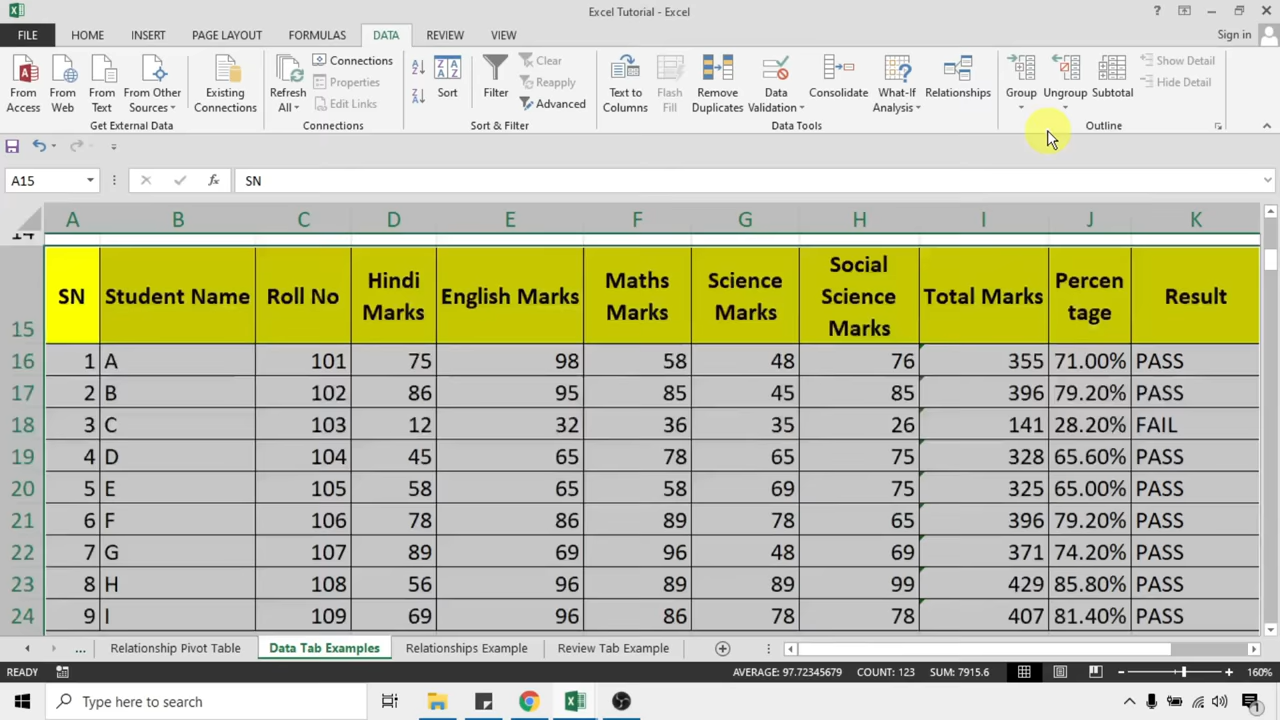 Excel Tutorial - Excel
?
FILE HOME INSERT PAGE LAYOUT FORMULAS DATA REVIEW VIEW Sign in
From Access
From Web
From Text
From Other Sources
Existing Connections
Get External Data
Refresh All
Connections
Properties
Edit Links
Connections
Sort
Filter
Clear
Reapply
Advanced
Sort & Filter
Text to Columns
Flash Fill
Remove Duplicates
Data Validation
Consolidate
What-If Analysis
Relationships
Data Tools
Group
Ungroup
Subtotal
Show Detail
Hide Detail
Outline
A15 fx SN
A B C D E F G H I J K
14
15 SN Student Name Roll No Hindi Marks English Marks Maths Marks Science Marks Social Science Marks Total Marks Percen tage Result
16 1 A 101 75 98 58 48 76 355 71.00% PASS
17 2 B 102 86 95 85 45 85 396 79.20% PASS
18 3 C 103 12 32 36 35 26 141 28.20% FAIL
19 4 D 104 45 65 78 65 75 328 65.60% PASS
20 5 E 105 58 65 58 69 75 325 65.00% PASS
21 6 F 106 78 86 89 78 65 396 79.20% PASS
22 7 G 107 89 69 96 48 69 371 74.20% PASS
23 8 H 108 56 96 89 89 99 429 85.80% PASS
24 9 I 109 69 96 86 78 78 407 81.40% PASS
... Relationship Pivot Table Data Tab Examples Relationships Example Review Tab Example
READY AVERAGE: 97.72345679 COUNT: 123 SUM: 7915.6 160%
Type here to search
1